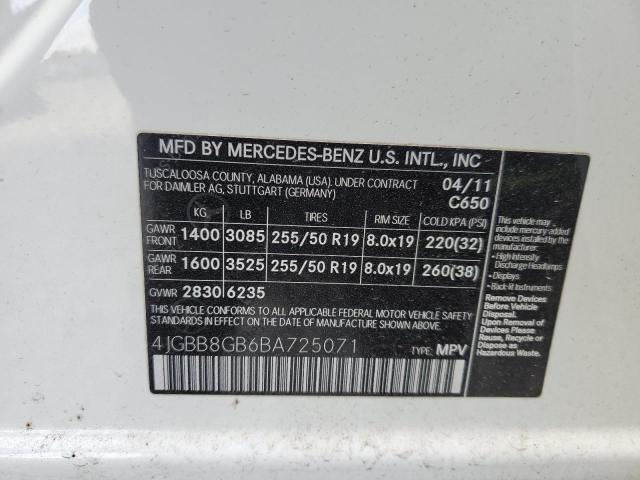 MFD BY MERCEDES-BENZ U.S. INTL., INC
TUSCALOOSA COUNTY, ALABAMA (USA). UNDER CONTRACT
FOR DAIMLER AG, STUTTGART (GERMANY)
04/11
C650
KG LB TIRES RIM SIZE COLD KPA (PSI)
GAWR FRONT 1400 3085 255/50 R19 8.0x19 220(32)
GAWR REAR 1600 3525 255/50 R19 8.0x19 260(38)
GVWR 2830 6235
THIS VEHICLE CONFORMS TO ALL APPLICABLE FEDERAL MOTOR VEHICLE SAFETY
STANDARDS IN EFFECT ON THE DATE OF MANUFACTURE SHOWN ABOVE.
4JGBB8GB6BA725071 TYPE: MPV
This vehicle may
include mercury-added
devices installed by the
manufacturer:
• High Intensity
Discharge Headlamps
• Displays
• Back-lit Instruments
Remove Devices
Before Vehicle
Disposal.
Upon Removal of
Devices Please
Reuse, Recycle or
Dispose as
Hazardous Waste.